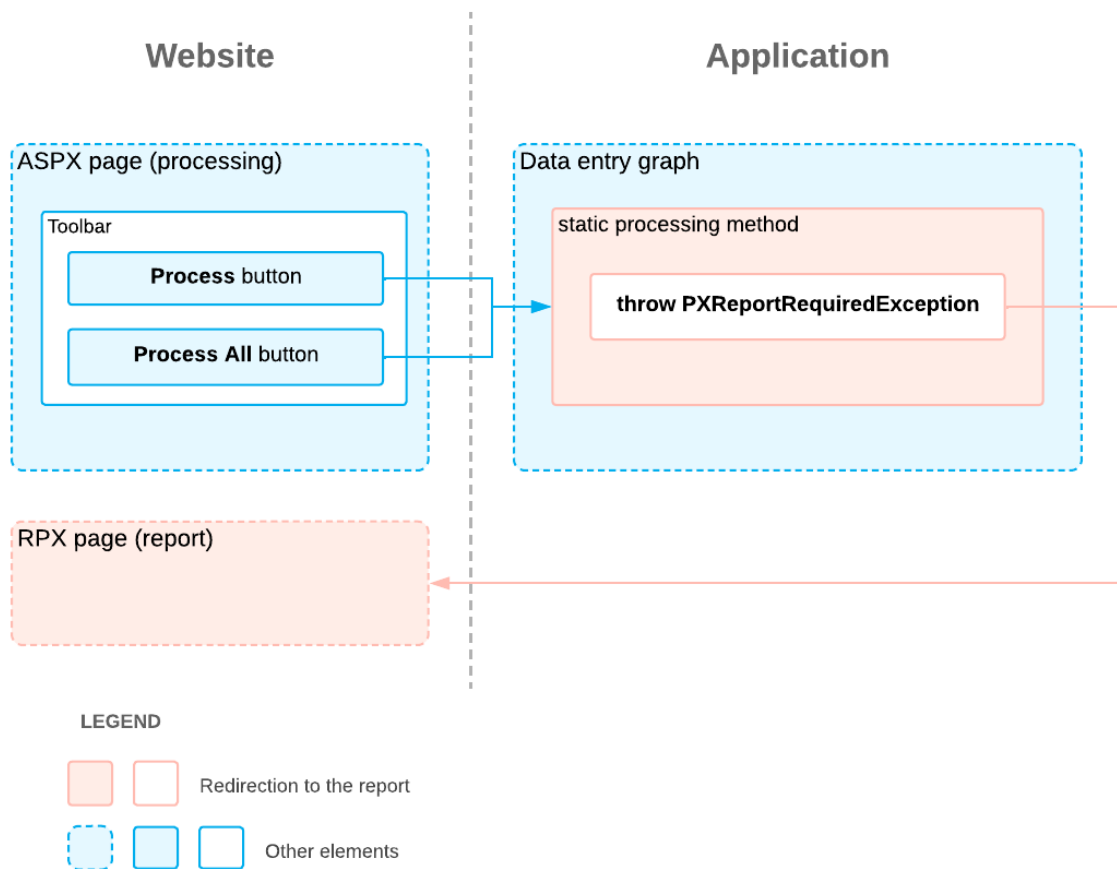 Website
Application
ASPX page (processing)
Data entry graph
Toolbar
static processing method
Process button
throw PXReportRequiredException
Process All button
RPX page (report)
LEGEND
Redirection to the report
Other elements